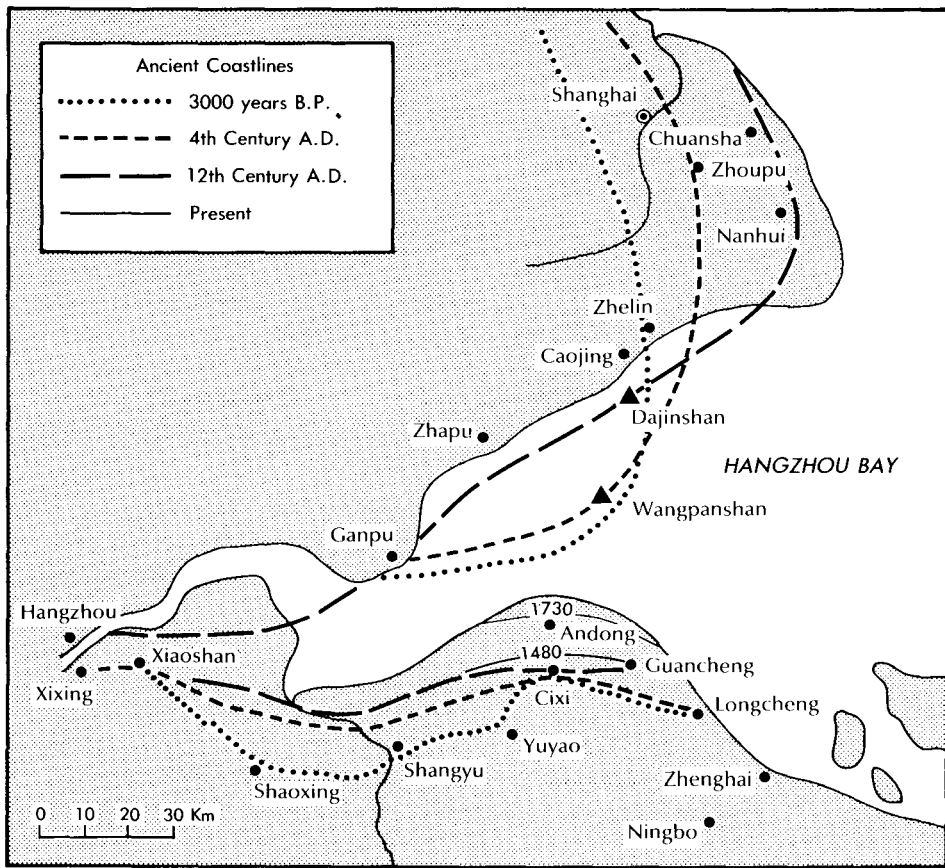 Ancient Coastlines
3000 years B.P.
4th Century A.D.
12th Century A.D.
Present
Shanghai
Chuansha
Zhoupu
Nanhui
Zhelin
Caojing
Dajinshan
Zhapu
HANGZHOU BAY
Wangpanshan
Ganpu
Hangzhou
1730
Andong
Xiaoshan
1480
Guancheng
Xixing
Cixi
Longcheng
Yuyao
Shangyu
Shaoxing
Zhenghai
0 10 20 30 Km
Ningbo